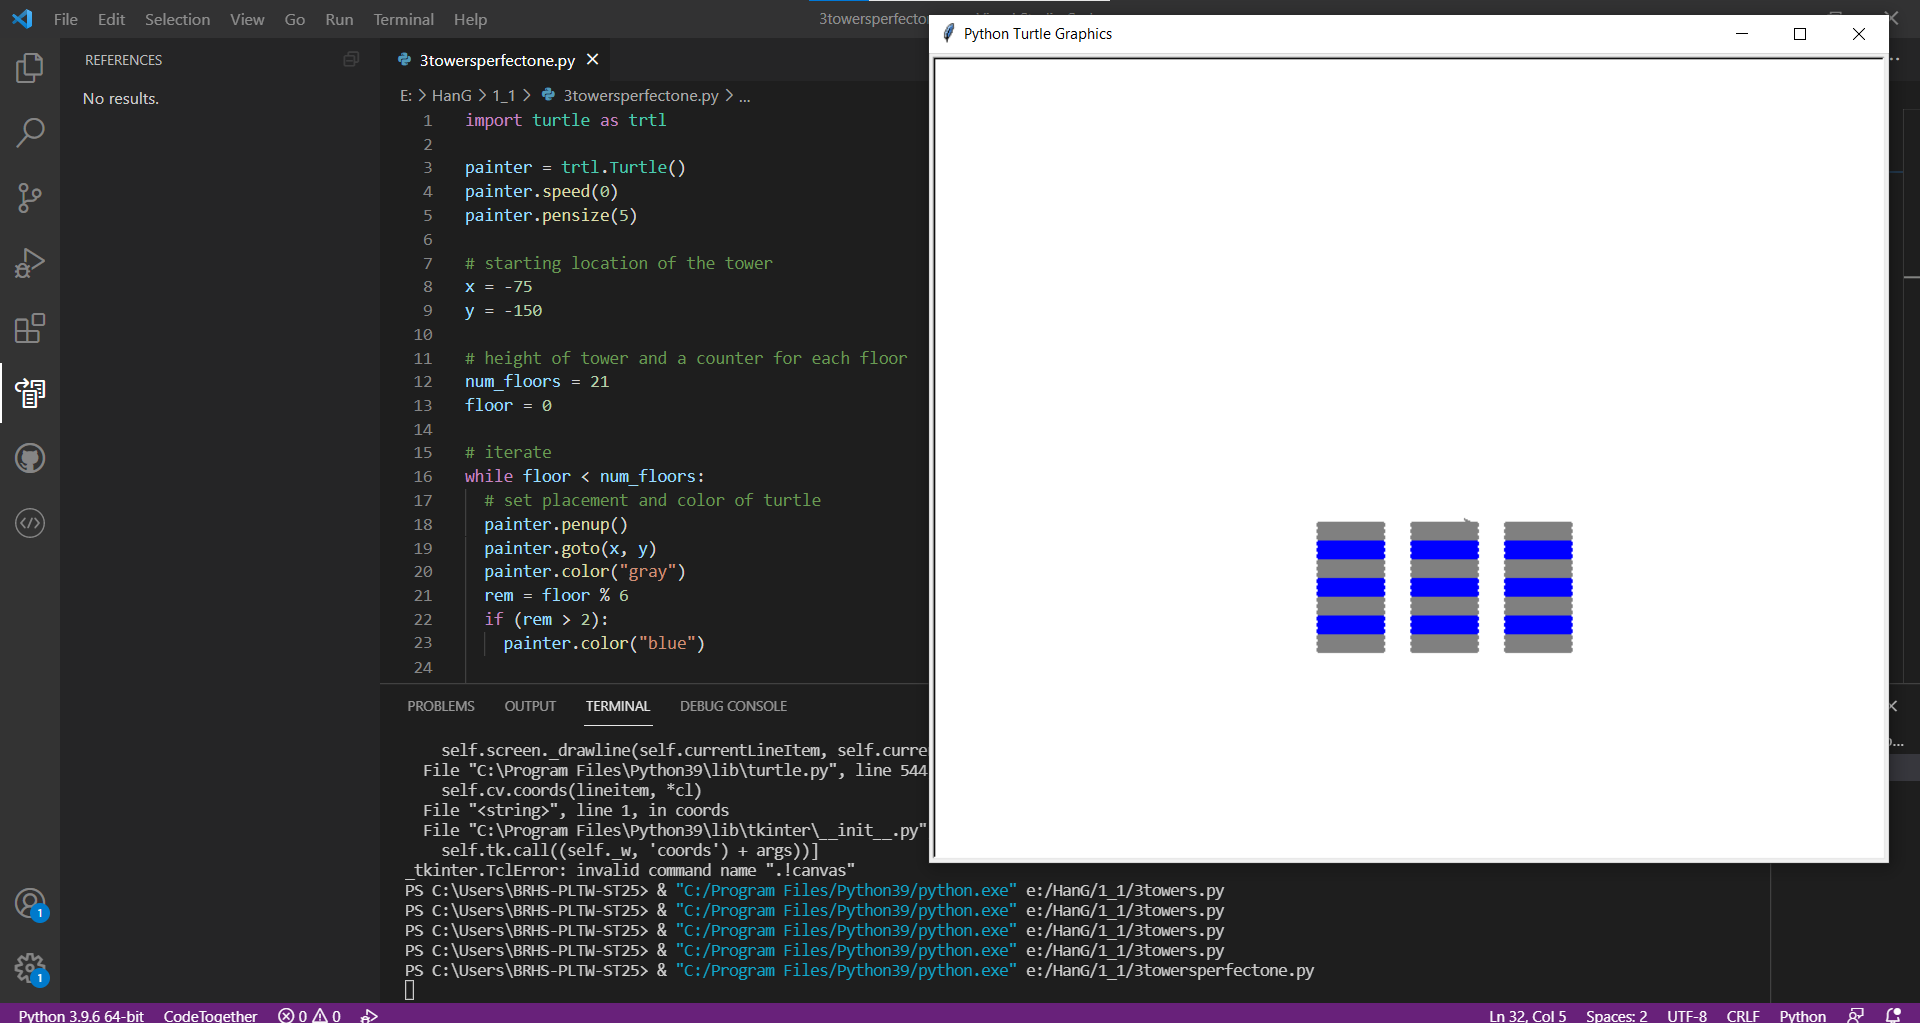 File Edit Selection View Go Run Terminal Help
3towersperfecto
Python Turtle Graphics
REFERENCES
No results.
3towersperfectone.py
E: > HanG > 1_1 > 3towersperfectone.py > ...
1 import turtle as trtl
2
3 painter = trtl.Turtle()
4 painter.speed(0)
5 painter.pensize(5)
6
7 # starting location of the tower
8 x = -75
9 y = -150
10
11 # height of tower and a counter for each floor
12 num_floors = 21
13 floor = 0
14
15 # iterate
16 while floor < num_floors:
17 # set placement and color of turtle
18 painter.penup()
19 painter.goto(x, y)
20 painter.color("gray")
21 rem = floor % 6
22 if (rem > 2):
23 painter.color("blue")
24
PROBLEMS OUTPUT TERMINAL DEBUG CONSOLE
self.screen._drawline(self.currentLineItem, self.curre
File "C:\Program Files\Python39\lib\turtle.py", line 544
self.cv.coords(lineitem, *cl)
File "<string>", line 1, in coords
File "C:\Program Files\Python39\lib\tkinter\__init__.py"
self.tk.call((self._w, 'coords') + args))]
_tkinter.TclError: invalid command name ".!canvas"
PS C:\Users\BRHS-PLTW-ST25> & "C:/Program Files/Python39/python.exe" e:/HanG/1_1/3towers.py
PS C:\Users\BRHS-PLTW-ST25> & "C:/Program Files/Python39/python.exe" e:/HanG/1_1/3towers.py
PS C:\Users\BRHS-PLTW-ST25> & "C:/Program Files/Python39/python.exe" e:/HanG/1_1/3towers.py
PS C:\Users\BRHS-PLTW-ST25> & "C:/Program Files/Python39/python.exe" e:/HanG/1_1/3towers.py
PS C:\Users\BRHS-PLTW-ST25> & "C:/Program Files/Python39/python.exe" e:/HanG/1_1/3towersperfectone.py
1
1
Python 3.9.6 64-bit CodeTogether 0 0 Ln 32, Col 5 Spaces: 2 UTF-8 CRLF Python